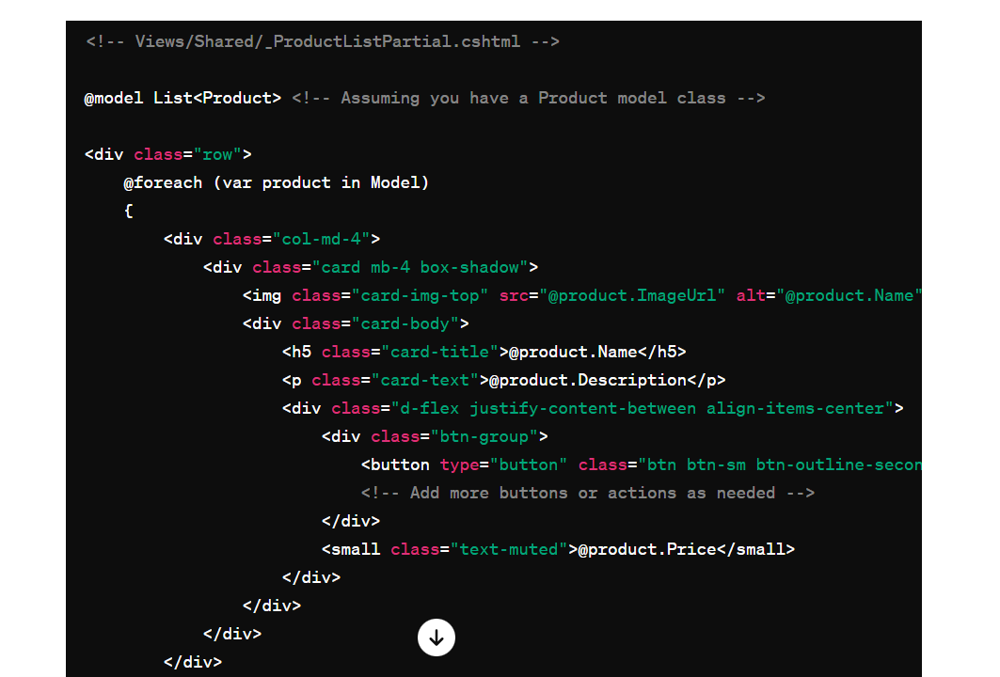 <!-- Views/Shared/_ProductListPartial.cshtml -->
@model List<Product> <!-- Assuming you have a Product model class -->
<div class="row">
@foreach (var product in Model)
{
<div class="col-md-4">
<div class="card mb-4 box-shadow">
<img class="card-img-top" src="@product.ImageUrl" alt="@product.Name"
<div class="card-body">
<h5 class="card-title">@product.Name</h5>
<p class="card-text">@product.Description</p>
<div class="d-flex justify-content-between align-items-center">
<div class="btn-group">
<button type="button" class="btn btn-sm btn-outline-secon
<!-- Add more buttons or actions as needed -->
</div>
<small class="text-muted">@product.Price</small>
</div>
</div>
</div>
</div>